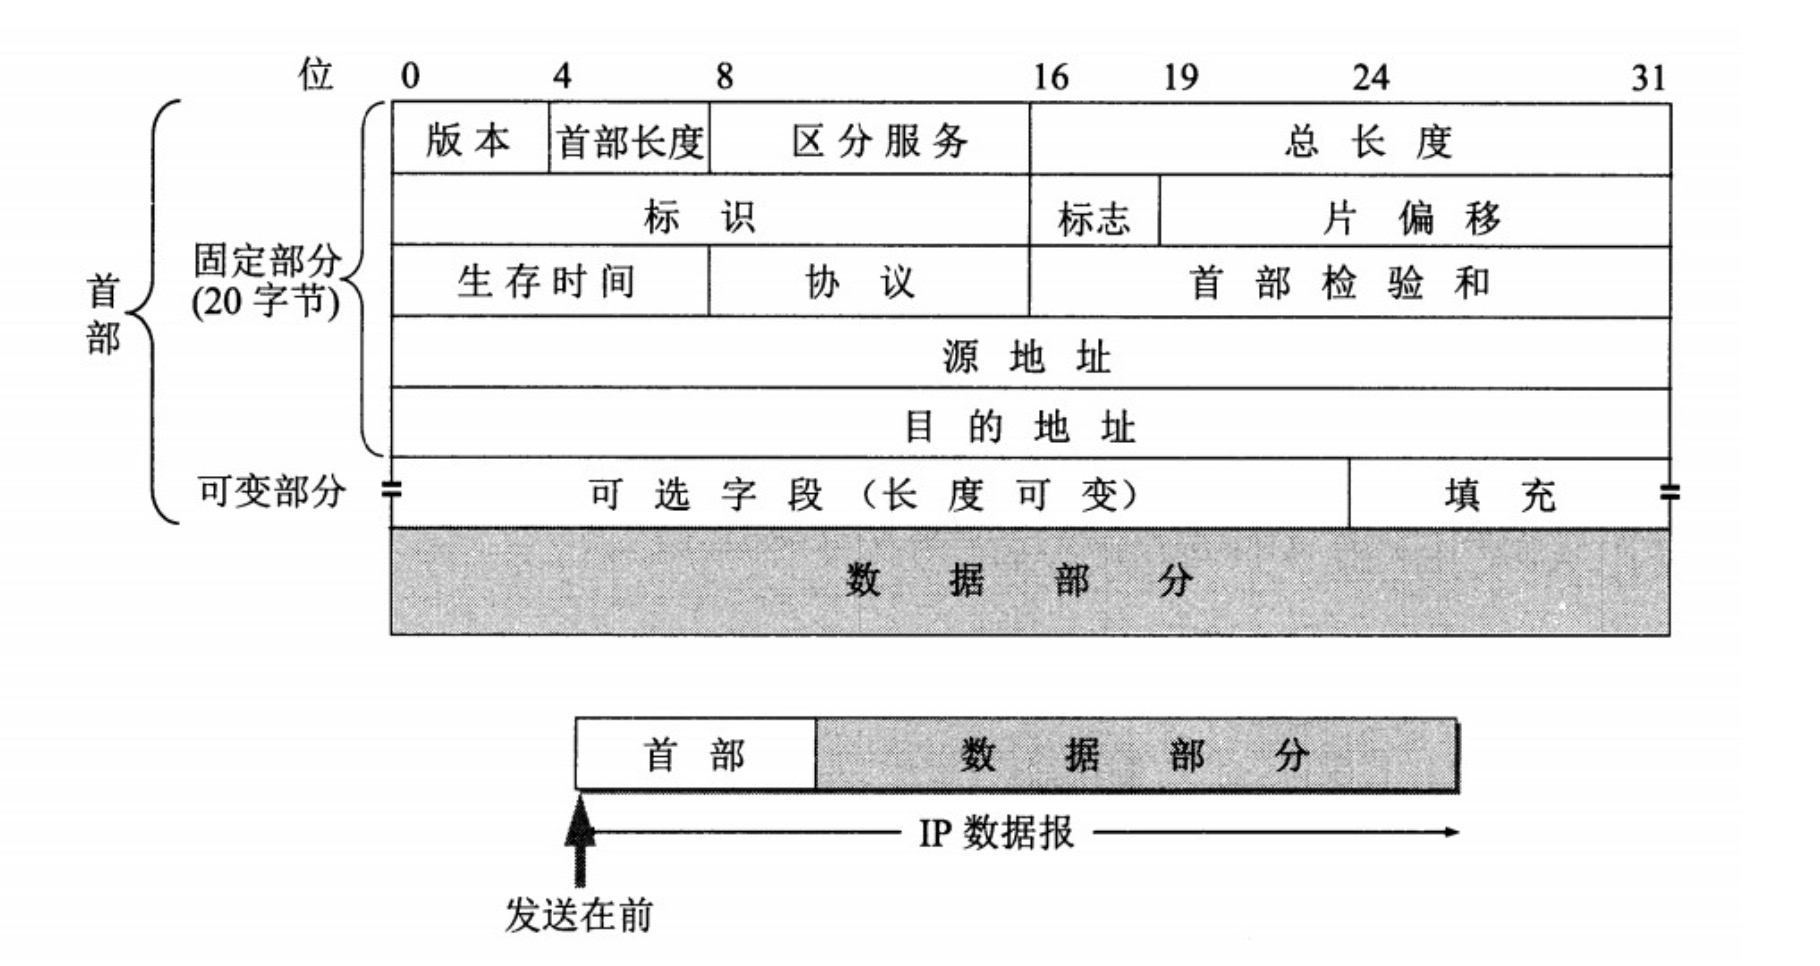 位 0 4 8 16 19 24 31
版本 首部长度 区分服务 总长度
标识 标志 片偏移
固定部分
(20 字节)
生存时间 协议 首部检验和
首部
源地址
目的地址
可变部分 可选字段（长度可变） 填充
数据部分
首部 数据部分
IP 数据报
发送在前